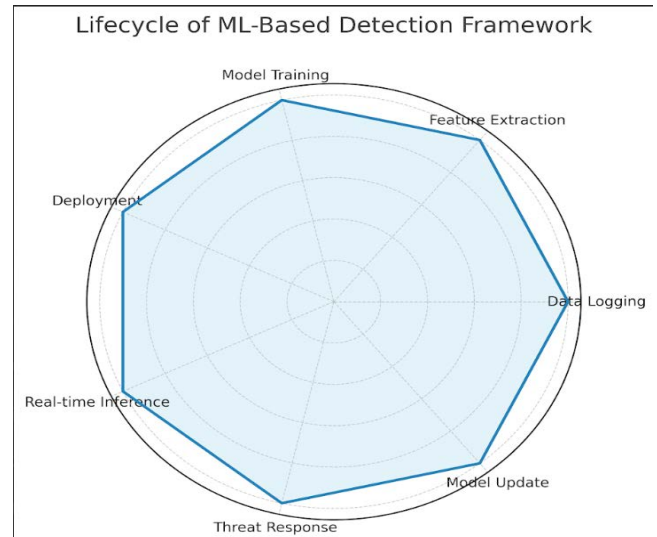 Lifecycle of ML-Based Detection Framework
Model Training
Feature Extraction
Deployment
Data Logging
Real-time Inference
Model Update
Threat Response